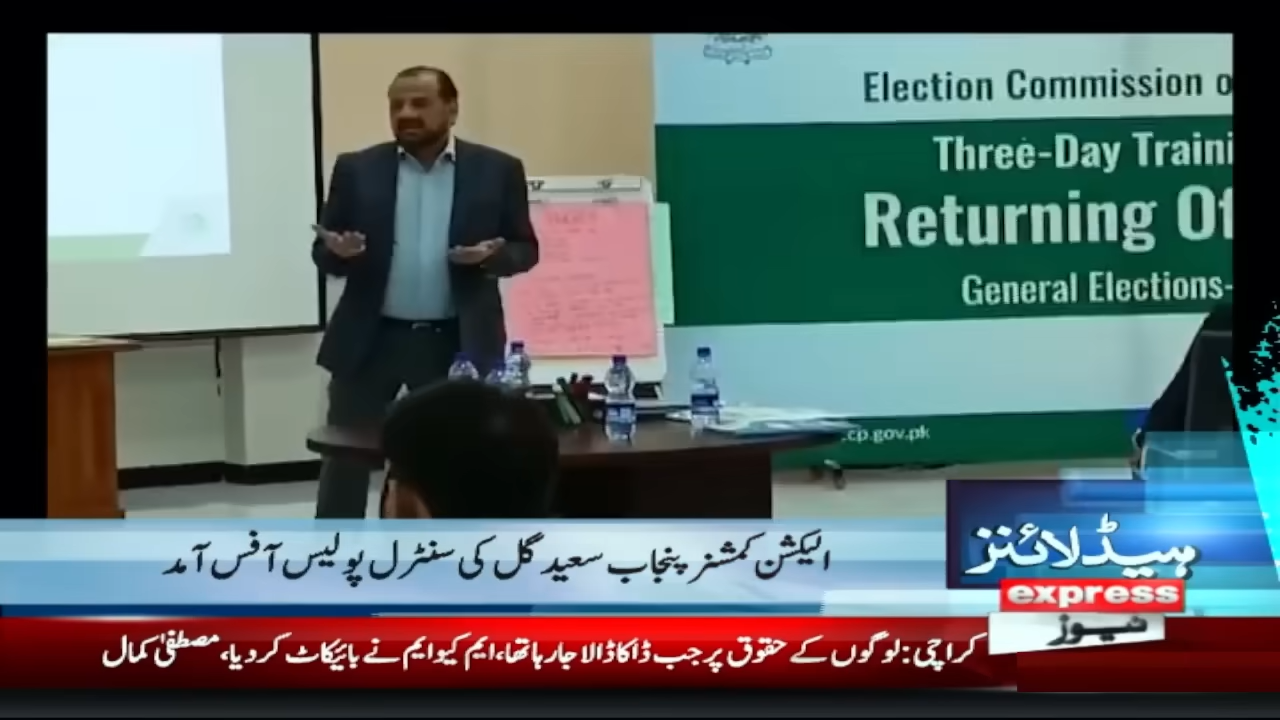 Election Commission o
Three-Day Traini
Returning Of
General Elections-
.cp.gov.pk
الیکشن کمشنر پنجاب سعید گل کی سنٹرل پولیس آفس آمد
ہیڈلائنز
express
نیوز
کراچی: لوگوں کے حقوق پر جب ڈاکا ڈالا جا رہا تھا، ایم کیو ایم نے بائیکاٹ کر دیا، مصطفیٰ کمال